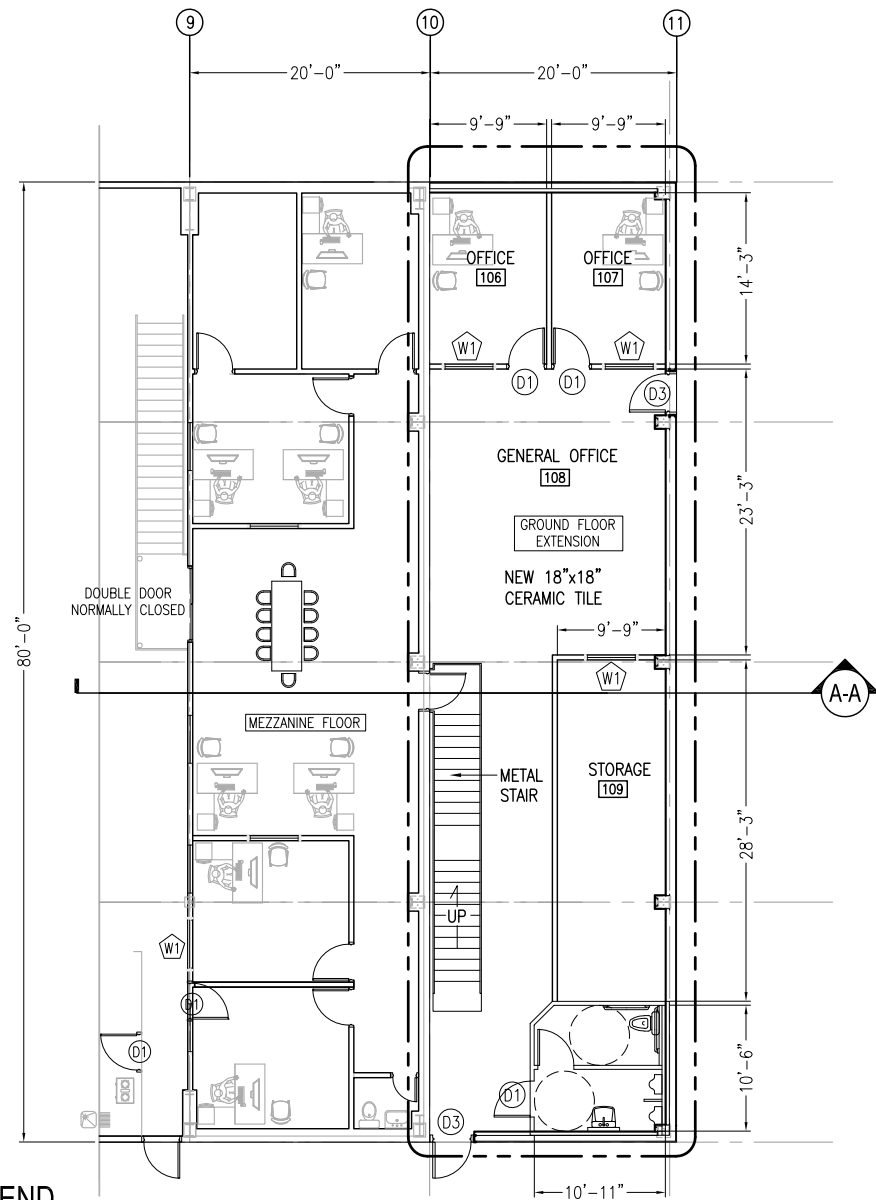 9
10
11
20'-0"
20'-0"
9'-9"
9'-9"
OFFICE
106
OFFICE
107
14'-3"
W1
W1
D1
D1
D3
GENERAL OFFICE
108
GROUND FLOOR
EXTENSION
23'-3"
NEW 18"x18"
CERAMIC TILE
DOUBLE DOOR
NORMALLY CLOSED
9'-9"
80'-0"
W1
A-A
MEZZANINE FLOOR
METAL
STAIR
STORAGE
109
28'-3"
UP
W1
D1
D1
D1
D3
10'-6"
10'-11"
END